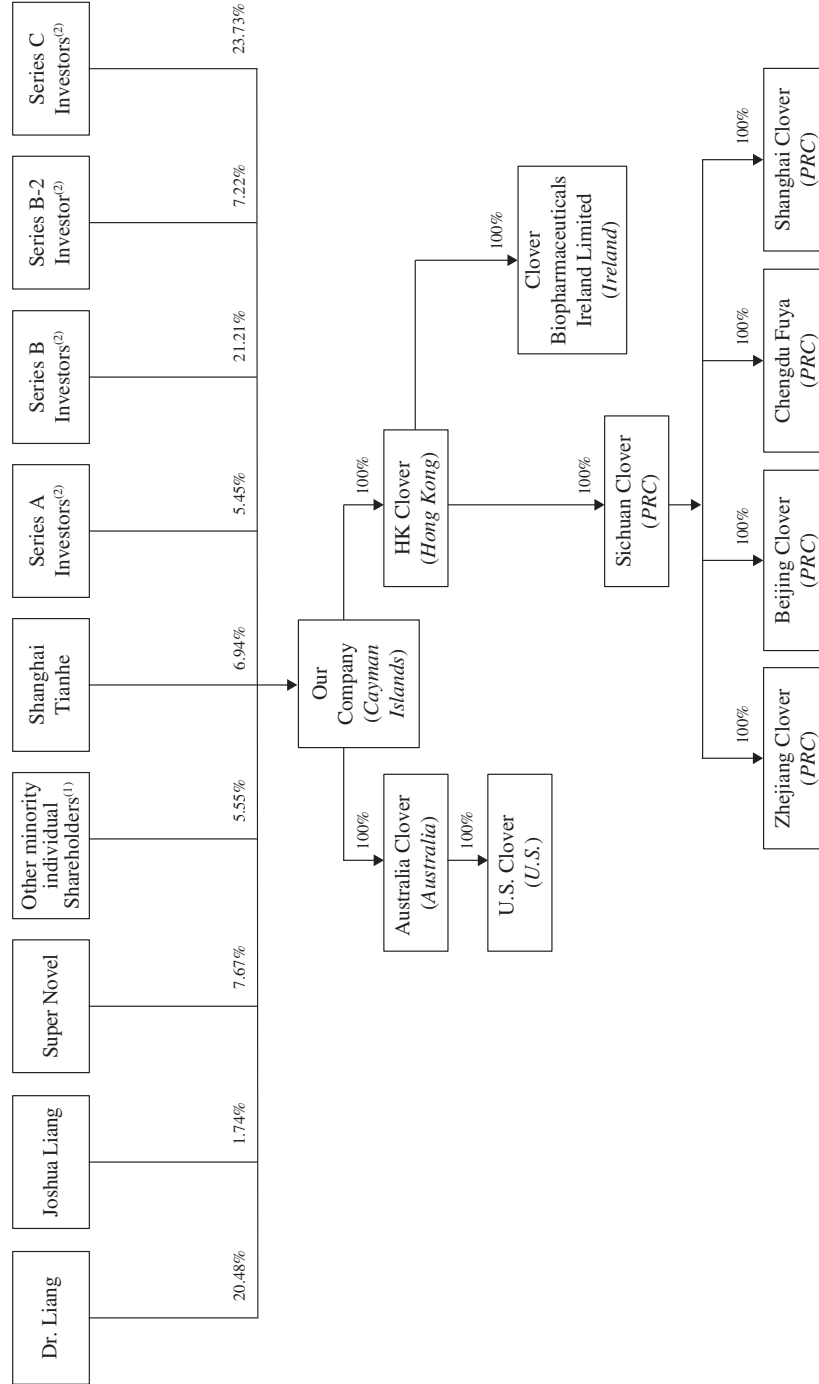 Dr. Liang
Joshua Liang
Super Novel
Other minority
individual
Shareholders(1)
Shanghai
Tianhe
Series A
Investors(2)
Series B
Investors(2)
Series B-2
Investor(2)
Series C
Investors(2)
20.48%
1.74%
7.67%
5.55%
6.94%
5.45%
21.21%
7.22%
23.73%
Our
Company
(Cayman
Islands)
100%
100%
Australia Clover
(Australia)
HK Clover
(Hong Kong)
100%
100%
U.S. Clover
(U.S.)
Clover
Biopharmaceuticals
Ireland Limited
(Ireland)
100%
Sichuan Clover
(PRC)
100%
100%
100%
100%
Zhejiang Clover
(PRC)
Beijing Clover
(PRC)
Chengdu Fuya
(PRC)
Shanghai Clover
(PRC)